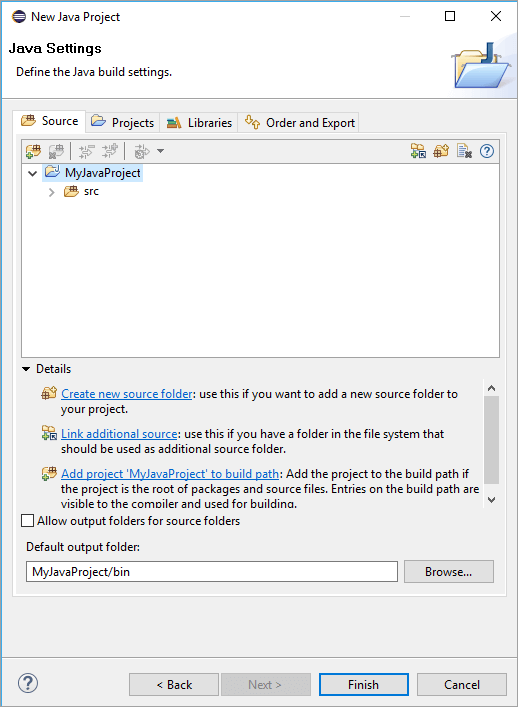 New Java Project
Java Settings
Define the Java build settings.
Source Projects Libraries Order and Export
MyJavaProject
src
Details
Create new source folder: use this if you want to add a new source folder to
your project.
Link additional source: use this if you have a folder in the file system that
should be used as additional source folder.
Add project 'MyJavaProject' to build path: Add the project to the build path if
the project is the root of packages and source files. Entries on the build path are
visible to the compiler and used for building.
Allow output folders for source folders
Default output folder:
MyJavaProject/bin Browse...
< Back Next > Finish Cancel